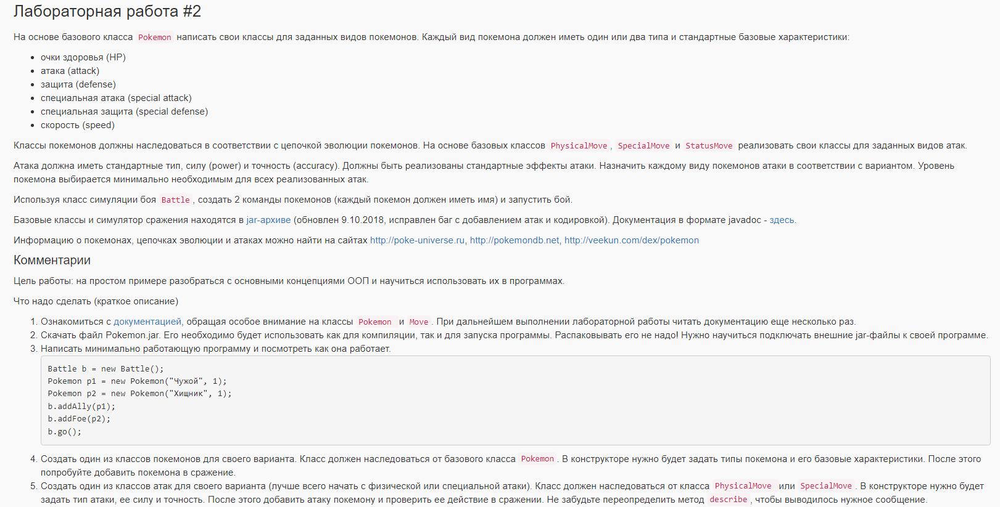 Лабораторная работа #2
На основе базового класса Pokemon написать свои классы для заданных видов покемонов. Каждый вид покемона должен иметь один или два типа и стандартные базовые характеристики:
• очки здоровья (HP)
• атака (attack)
• защита (defense)
• специальная атака (special attack)
• специальная защита (special defense)
• скорость (speed)
Классы покемонов должны наследоваться в соответствии с цепочкой эволюции покемонов. На основе базовых классов PhysicalMove, SpecialMove и StatusMove реализовать свои классы для заданных видов атак.
Атака должна иметь стандартные тип, силу (power) и точность (accuracy). Должны быть реализованы стандартные эффекты атаки. Назначить каждому виду покемонов атаки в соответствии с вариантом. Уровень
покемона выбирается минимально необходимым для всех реализованных атак.
Используя класс симуляции боя Battle, создать 2 команды покемонов (каждый покемон должен иметь имя) и запустить бой.
Базовые классы и симулятор сражения находятся в jar-архиве (обновлен 9.10.2018, исправлен баг с добавлением атак и кодировкой). Документация в формате javadoc - здесь.
Информацию о покемонах, цепочках эволюции и атаках можно найти на сайтах http://poke-universe.ru, http://pokemondb.net, http://veekun.com/dex/pokemon
Комментарии
Цель работы: на простом примере разобраться с основными концепциями ООП и научиться использовать их в программах.
Что надо сделать (краткое описание)
1. Ознакомиться с документацией, обращая особое внимание на классы Pokemon и Move. При дальнейшем выполнении лабораторной работы читать документацию еще несколько раз.
2. Скачать файл Pokemon.jar. Его необходимо будет использовать как для компиляции, так и для запуска программы. Распаковывать его не надо! Нужно научиться подключать внешние jar-файлы к своей программе.
3. Написать минимально работающую программу и посмотреть как она работает.
Battle b = new Battle();
Pokemon p1 = new Pokemon("Чужой", 1);
Pokemon p2 = new Pokemon("Хищник", 1);
b.addAlly(p1);
b.addFoe(p2);
b.go();
4. Создать один из классов покемонов для своего варианта. Класс должен наследоваться от базового класса Pokemon. В конструкторе нужно будет задать типы покемона и его базовые характеристики. После этого
попробуйте добавить покемона в сражение.
5. Создать один из классов атак для своего варианта (лучше всего начать с физической или специальной атаки). Класс должен наследоваться от класса PhysicalMove или SpecialMove. В конструкторе нужно будет
задать тип атаки, ее силу и точность. После этого добавить атаку покемону и проверить ее действие в сражении. Не забудьте переопределить метод describe, чтобы выводилось нужное сообщение.